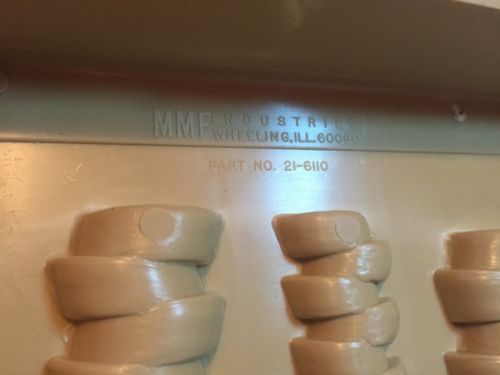 MMF INDUSTRIES
WHEELING, ILL. 60090
PART NO. 21-6110